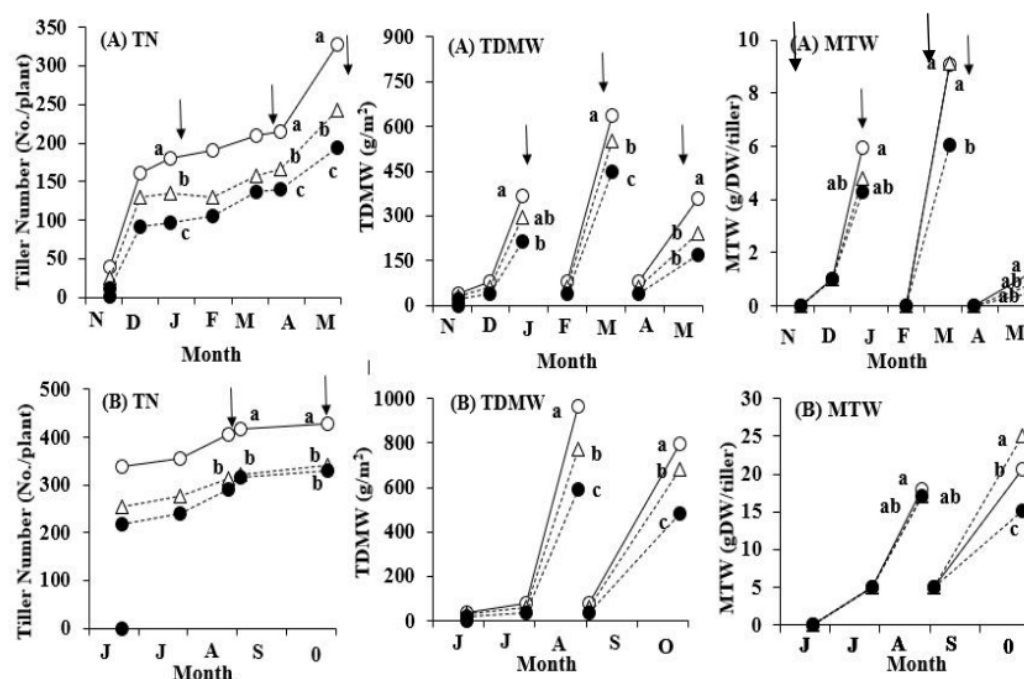 (A) TN
Tiller Number (No./plant)
350
300
250
200
150
100
50
0
a
a
a
b
b
b
c
c
c
N D J F M A M
Month
(A) TDMW
TDMW (g/m²)
900
750
600
450
300
150
0
a
ab
b
a
b
c
a
b
b
N D J F M A M
Month
(A) MTW
MTW (g/DW/tiller)
10
8
6
4
2
0
a
ab
ab
a
a
b
a
ab
ab
N D J F M A M
Month
(B) TN
Tiller Number (No./plant)
500
400
300
200
100
0
a
a
b
b
b
b
J J A S 0
Month
(B) TDMW
TDMW (g/m²)
1000
800
600
400
200
0
a
b
c
a
b
c
J J A S O
Month
(B) MTW
MTW (gDW/tiller)
30
25
20
15
10
5
0
a
ab
ab
a
b
c
J J A S 0
Month